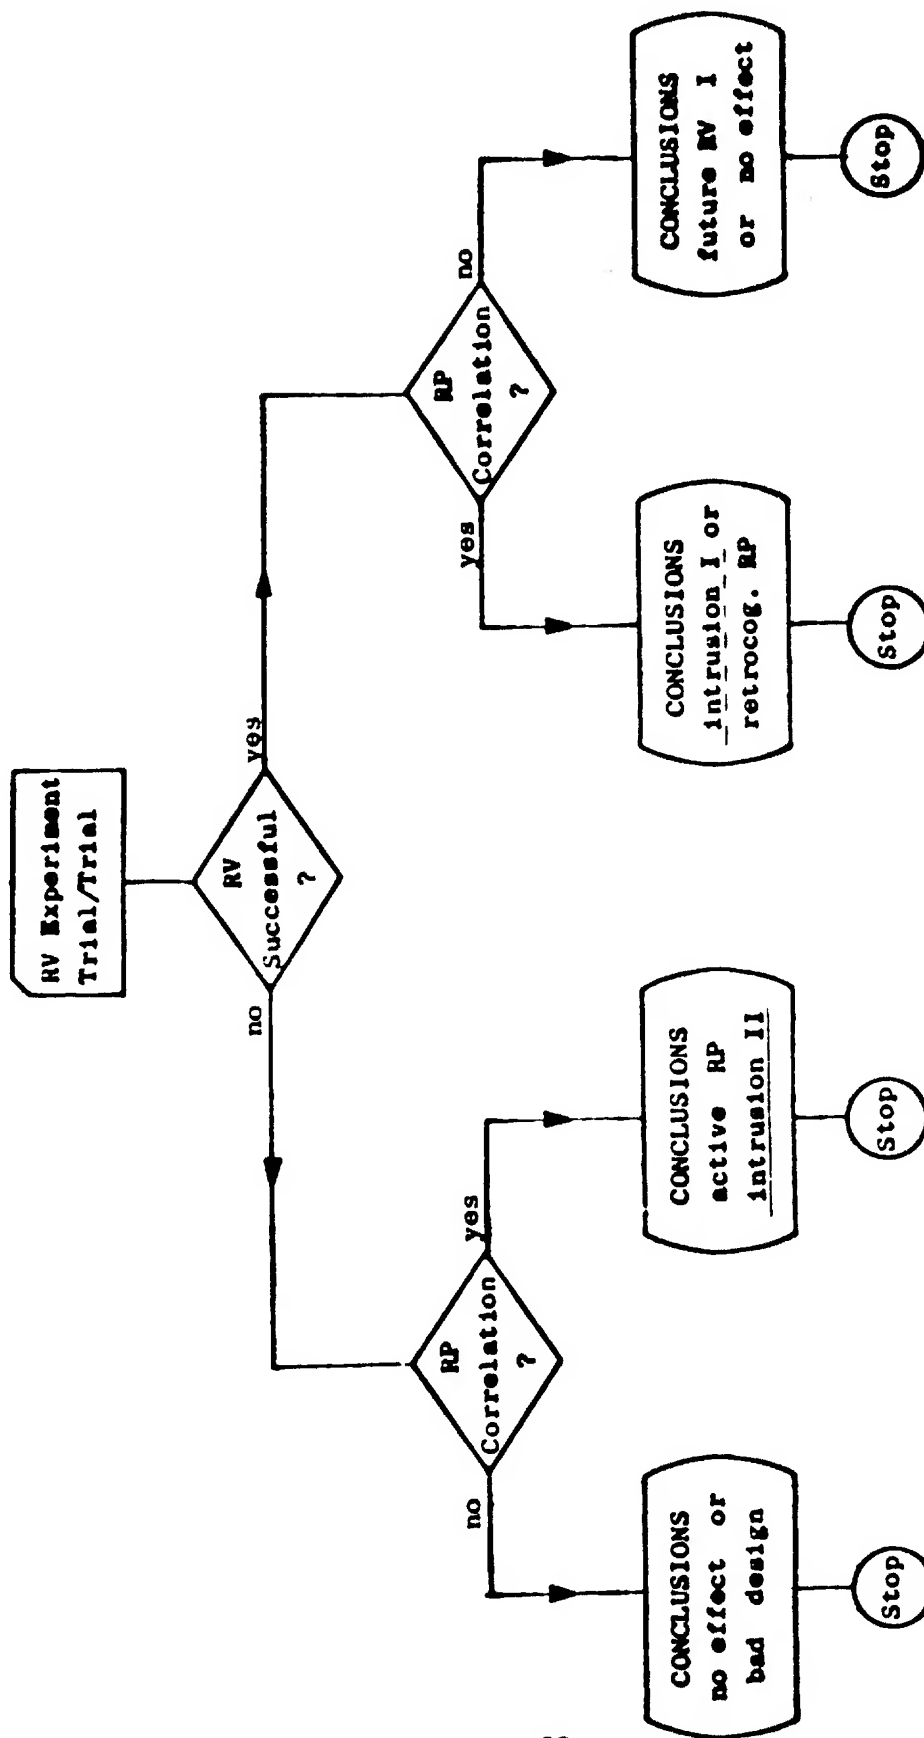 RV Experiment
Trial/Trial
RV
Successful
?
no
yes
RP
Correlation
?
no
yes
RP
Correlation
?
yes
no
CONCLUSIONS
no effect or
bad design
CONCLUSIONS
active RP
intrusion II
CONCLUSIONS
intrusion I or
retrocog. RP
CONCLUSIONS
future RV I
or no effect
Stop
Stop
Stop
Stop